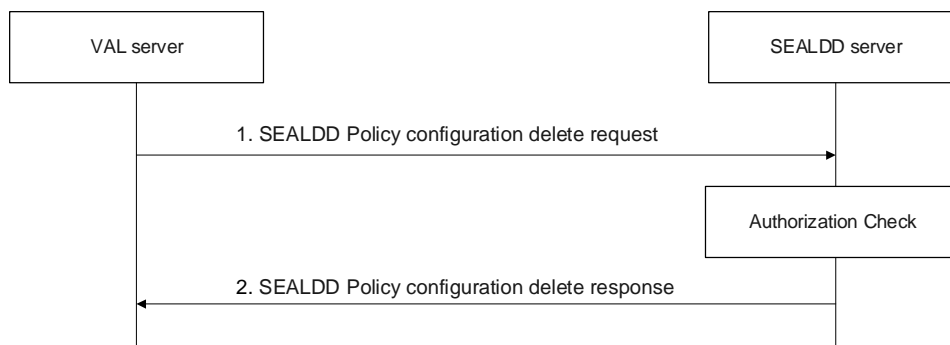 VAL server
SEALDD server
1. SEALDD Policy configuration delete request
Authorization Check
2. SEALDD Policy configuration delete response